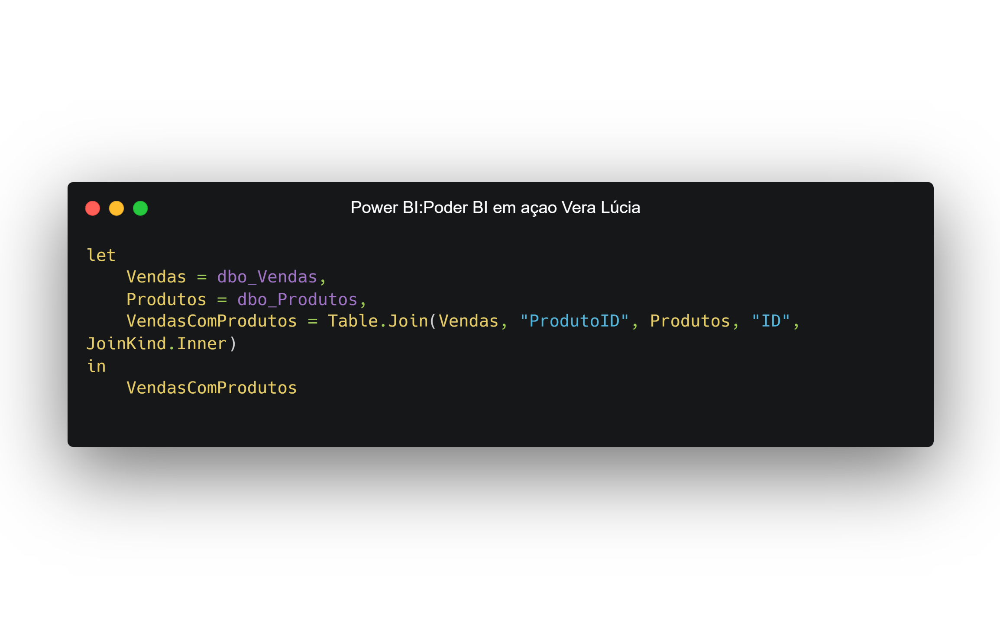 Power BI:Poder BI em açao Vera Lúcia
let
    Vendas = dbo_Vendas,
    Produtos = dbo_Produtos,
    VendasComProdutos = Table.Join(Vendas, "ProdutoID", Produtos, "ID",
JoinKind.Inner)
in
    VendasComProdutos